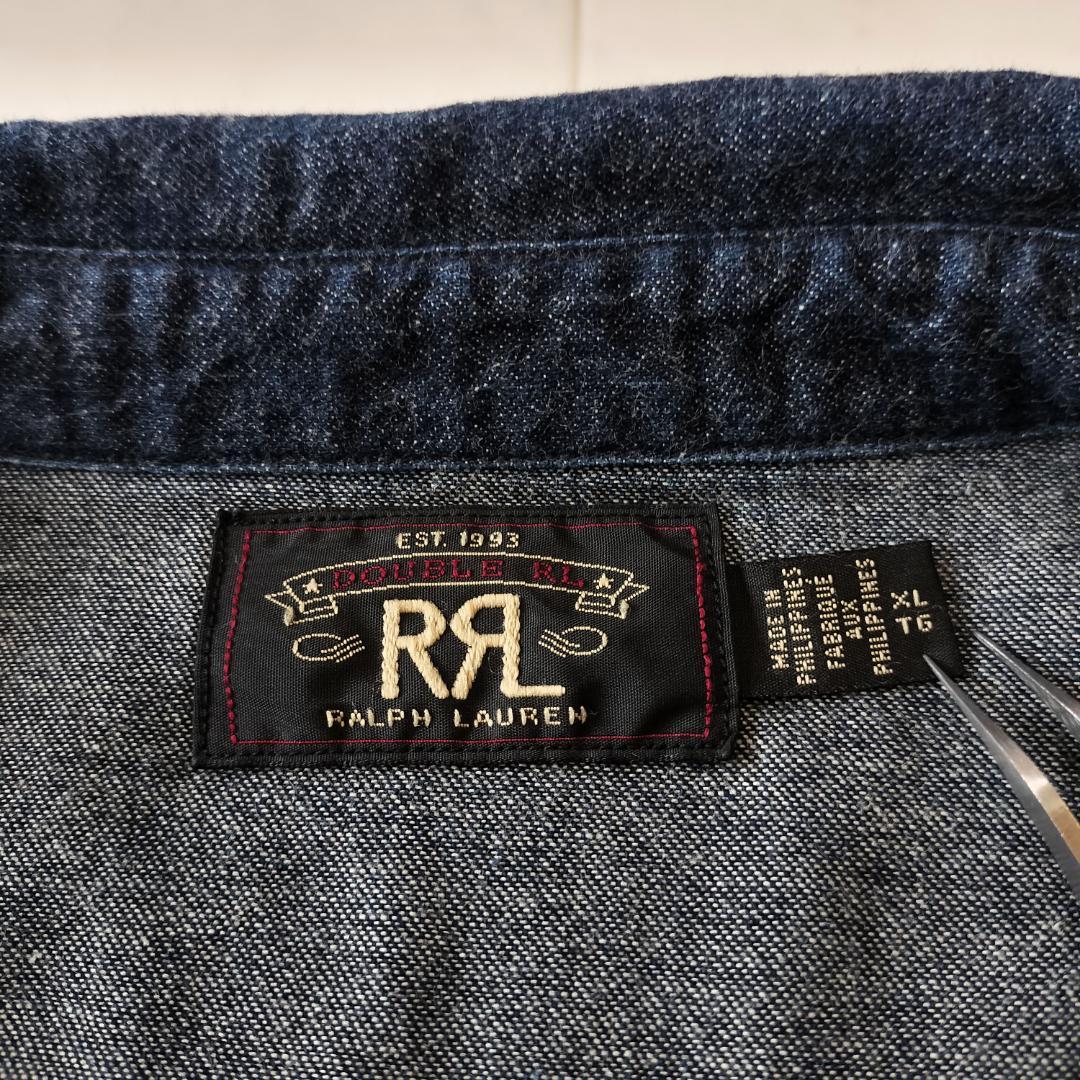 EST. 1993
DOUBLE RL
RRL
RALPH LAUREN
MADE IN
PHILIPPINES
FABRIQUE
AUX
PHILIPPINES
XL
TG